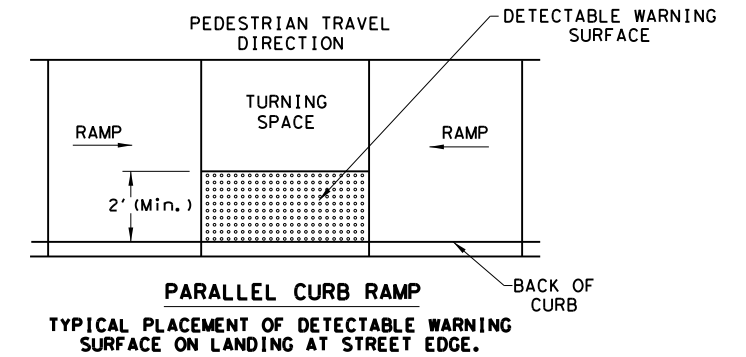 PEDESTRIAN TRAVEL
DIRECTION
DETECTABLE WARNING
SURFACE
TURNING
SPACE
RAMP
RAMP
2' (Min.)
BACK OF
CURB
PARALLEL CURB RAMP
TYPICAL PLACEMENT OF DETECTABLE WARNING
SURFACE ON LANDING AT STREET EDGE.